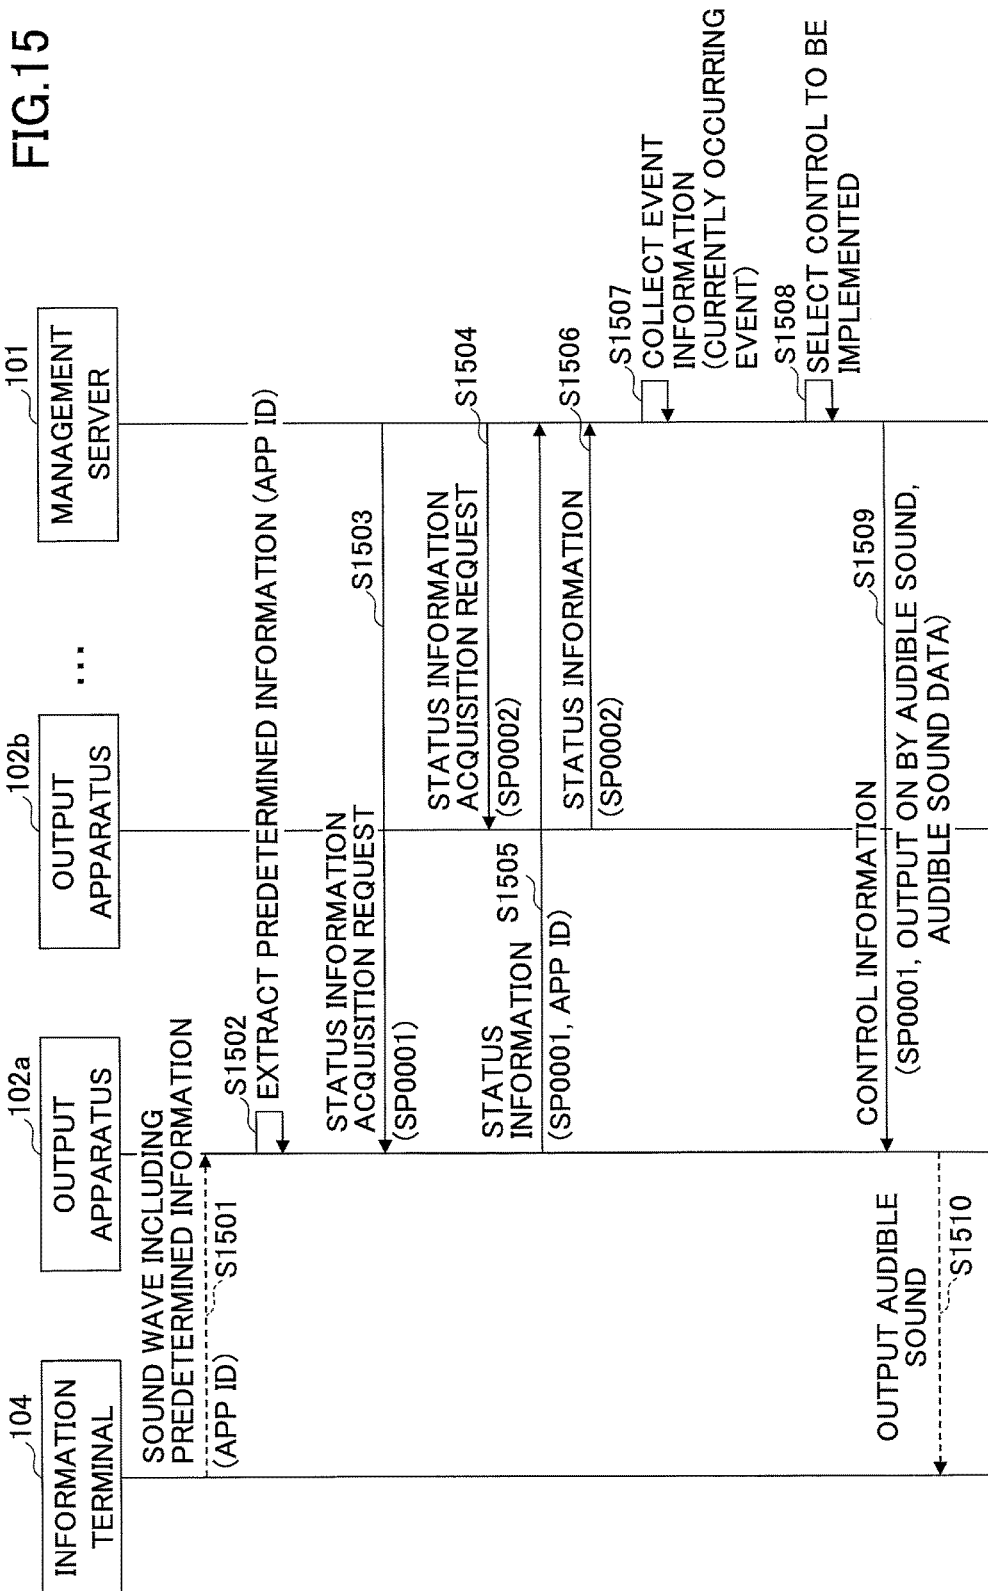 FIG.15
104
INFORMATION
TERMINAL
102a
OUTPUT
APPARATUS
102b
OUTPUT
APPARATUS
...
101
MANAGEMENT
SERVER
SOUND WAVE INCLUDING
PREDETERMINED INFORMATION
(APP ID)
S1501
S1502
EXTRACT PREDETERMINED INFORMATION (APP ID)
STATUS INFORMATION
ACQUISITION REQUEST
(SP0001)
S1503
STATUS INFORMATION
ACQUISITION REQUEST
(SP0002)
S1504
STATUS
INFORMATION
(SP0001, APP ID)
S1505
STATUS INFORMATION
(SP0002)
S1506
S1507
COLLECT EVENT
INFORMATION
(CURRENTLY OCCURRING
EVENT)
S1508
SELECT CONTROL TO BE
IMPLEMENTED
CONTROL INFORMATION
S1509
(SP0001, OUTPUT ON BY AUDIBLE SOUND,
AUDIBLE SOUND DATA)
OUTPUT AUDIBLE
SOUND
S1510